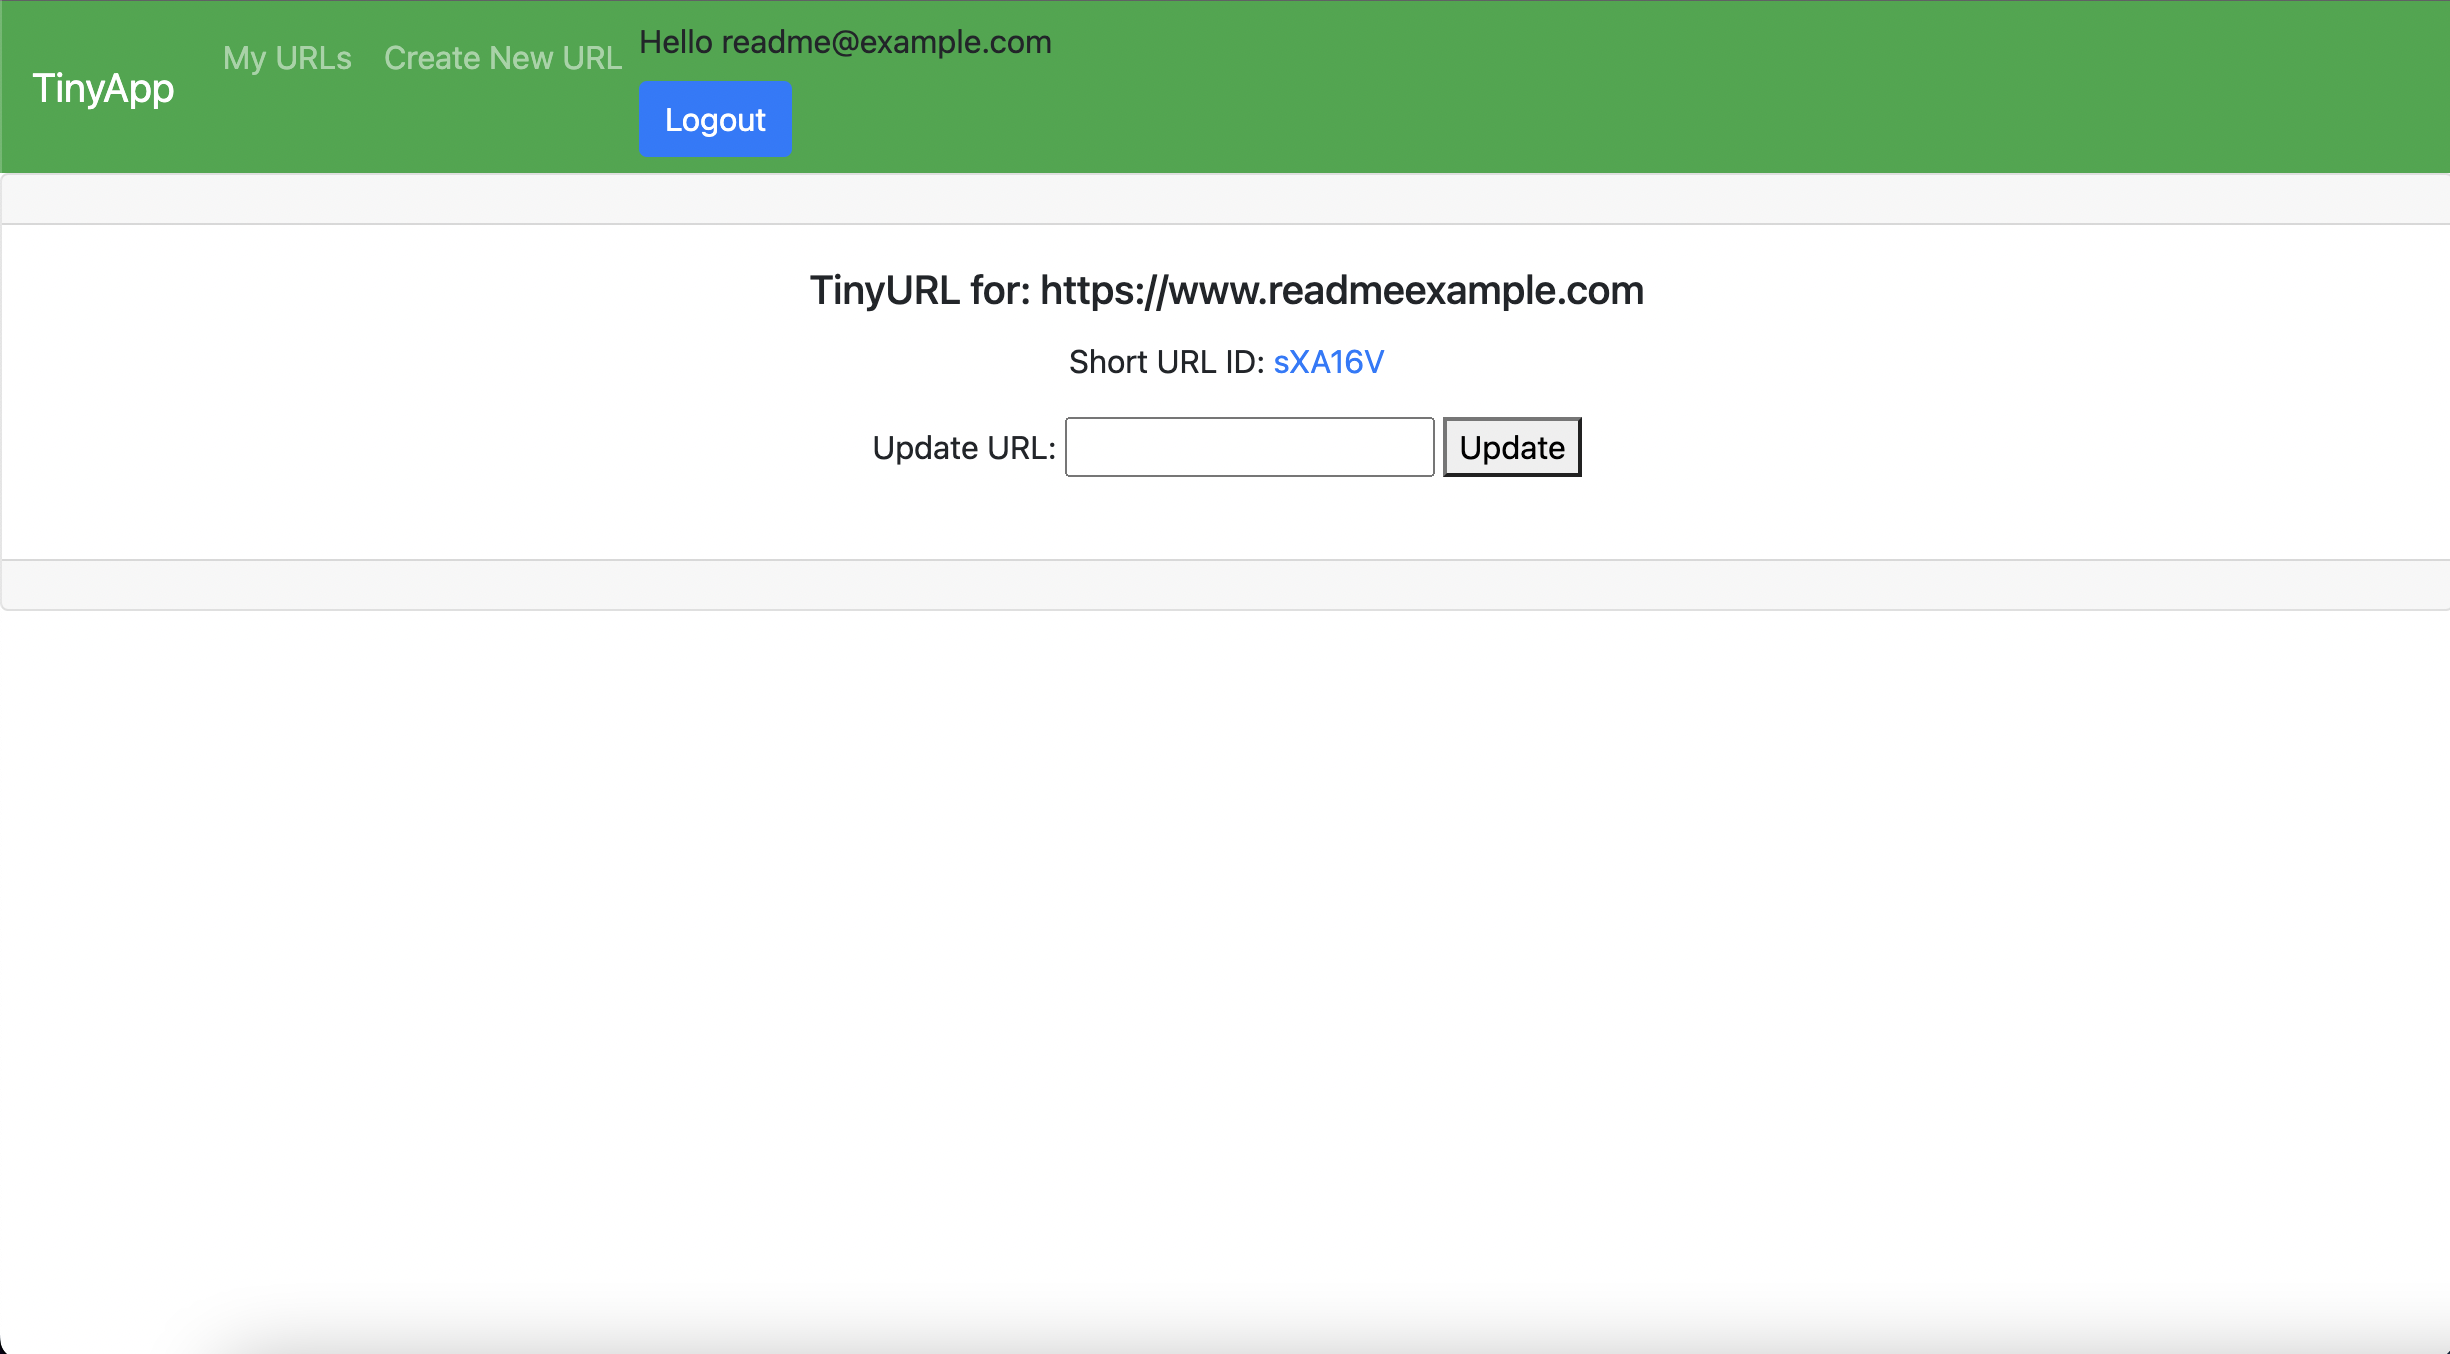 TinyApp
My URLs
Create New URL
Hello readme@example.com
Logout
TinyURL for: https://www.readmeexample.com
Short URL ID: sXA16V
Update URL:
Update